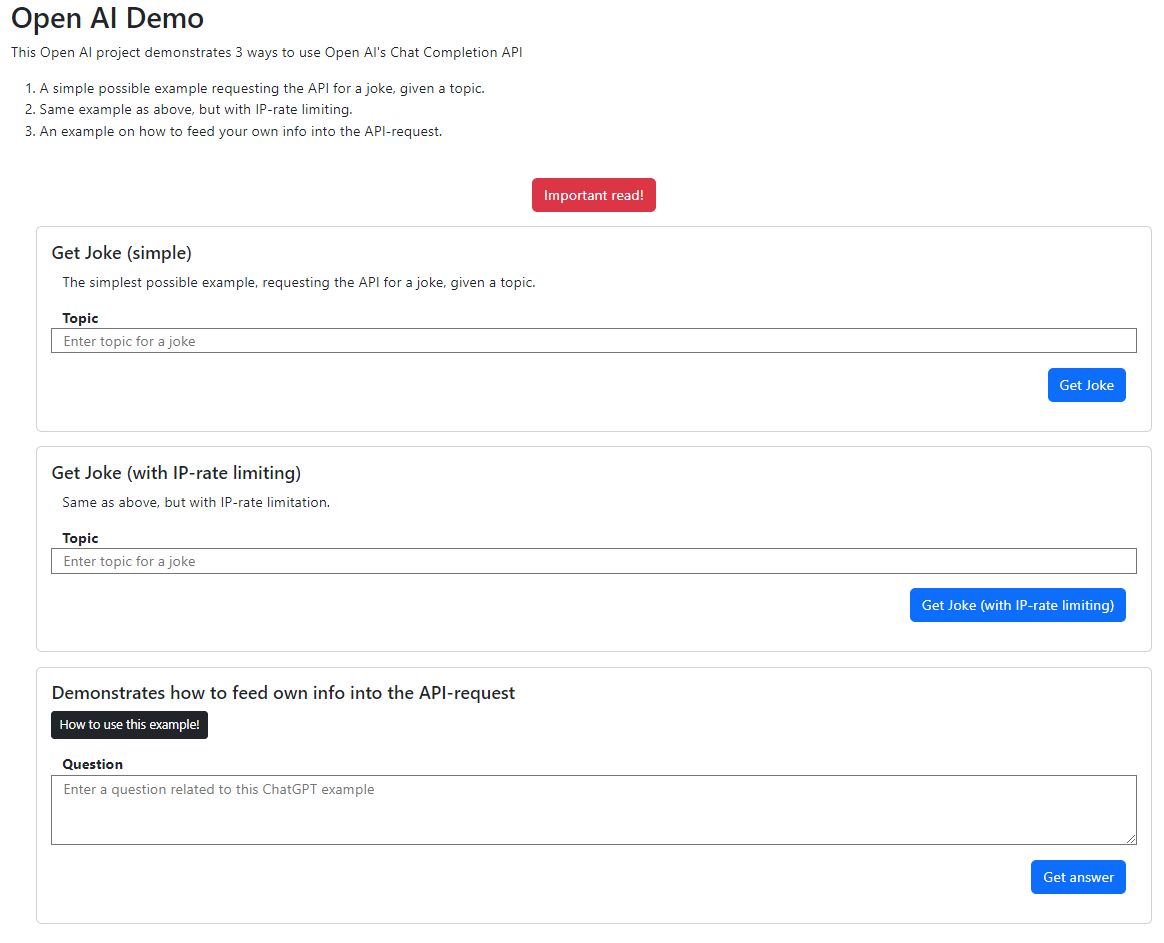 Open AI Demo
This Open AI project demonstrates 3 ways to use Open AI's Chat Completion API
1. A simple possible example requesting the API for a joke, given a topic.
2. Same example as above, but with IP-rate limiting.
3. An example on how to feed your own info into the API-request.
Important read!
Get Joke (simple)
The simplest possible example, requesting the API for a joke, given a topic.
Topic
Enter topic for a joke
Get Joke
Get Joke (with IP-rate limiting)
Same as above, but with IP-rate limitation.
Topic
Enter topic for a joke
Get Joke (with IP-rate limiting)
Demonstrates how to feed own info into the API-request
How to use this example!
Question
Enter a question related to this ChatGPT example
Get answer